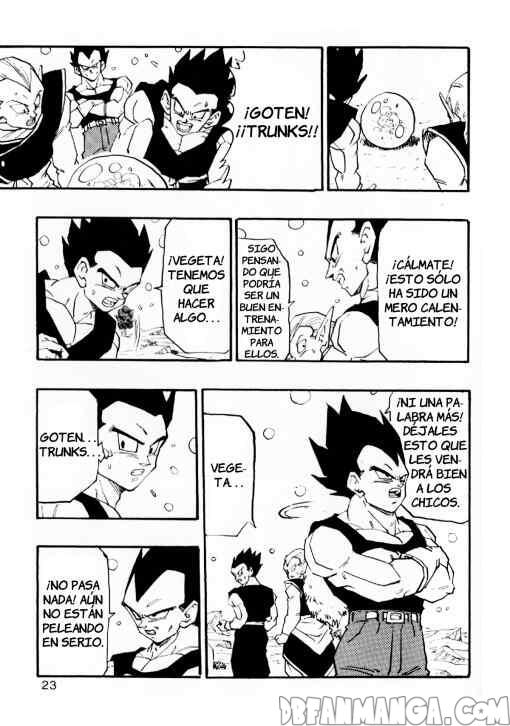 ¡GOTEN!
¡¡TRUNKS!!
¡CÁLMATE!
¡ESTO SÓLO
HA SIDO UN
MERO CALEN-
TAMIENTO!
SIGO
PENSAN-
DO QUE
PODRÍA
SER UN
BUEN EN-
TRENA-
MIENTO
PARA
ELLOS.
¡VEGETA!
TENEMOS
QUE
HACER
ALGO...
¡NI UNA PA-
LABRA MÁS!
DÉJALES
ESTO QUE
LES VEN-
DRÁ BIEN
A LOS
CHICOS.
VEGE-
TA...
GOTEN...
TRUNKS...
¡NO PASA
NADA! AÚN
NO ESTÁN
PELEANDO
EN SERIO.
23
DBFANMANGA.COM